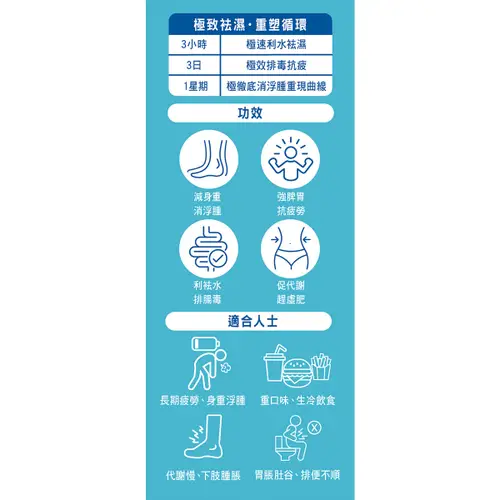 極致祛濕·重塑循環
3小時 極速利水祛濕
3日 極效排毒抗疲
1星期 極徹底消浮腫重現曲線
功效
減身重 強脾胃
消浮腫 抗疲勞
利祛水 促代謝
排腸毒 趕虛肥
適合人士
長期疲勞、身重浮腫 重口味、生冷飲食
代謝慢、下肢腫脹 胃脹肚谷、排便不順